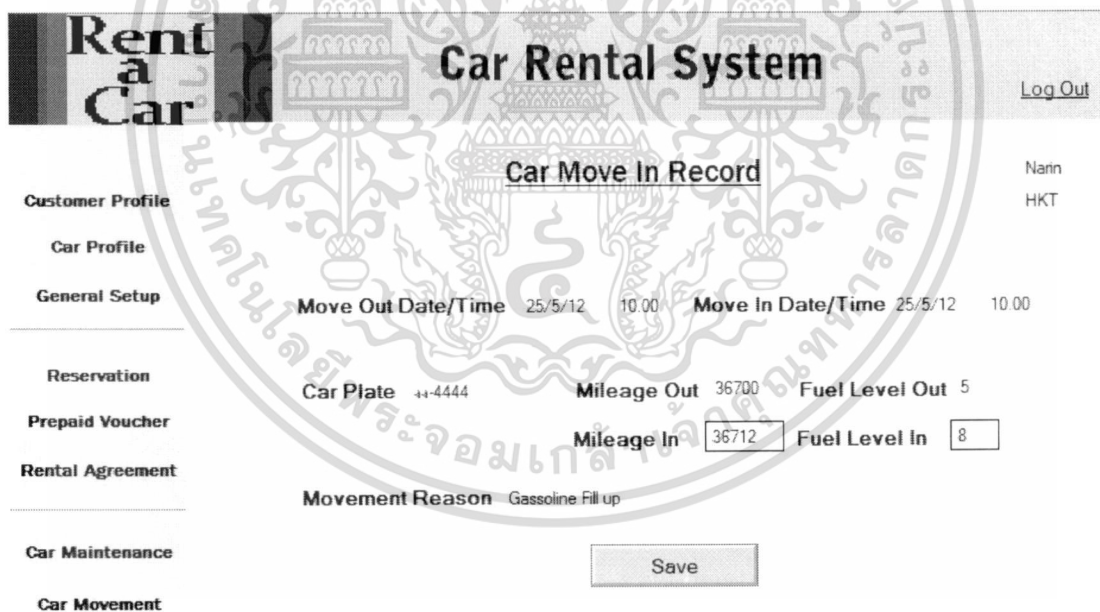 Rent
a
Car
Car Rental System
Log Out
Car Move In Record
Narin
HKT
Customer Profile
Car Profile
General Setup
Move Out Date/Time 25/5/12 10.00 Move In Date/Time 25/5/12 10.00
Reservation
Prepaid Voucher
Rental Agreement
Car Plate -4444 Mileage Out 36700 Fuel Level Out 5
Mileage In 36712 Fuel Level In 8
Movement Reason Gassoline Fill up
Save
Car Maintenance
Car Movement